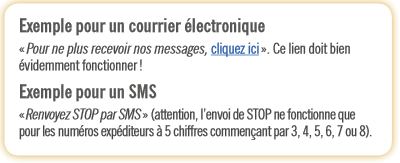 Exemple pour un courrier électronique
« Pour ne plus recevoir nos messages, cliquez ici ». Ce lien doit bien
évidemment fonctionner !
Exemple pour un SMS
« Renvoyez STOP par SMS » (attention, l’envoi de STOP ne fonctionne que
pour les numéros expéditeurs à 5 chiffres commençant par 3, 4, 5, 6, 7 ou 8).